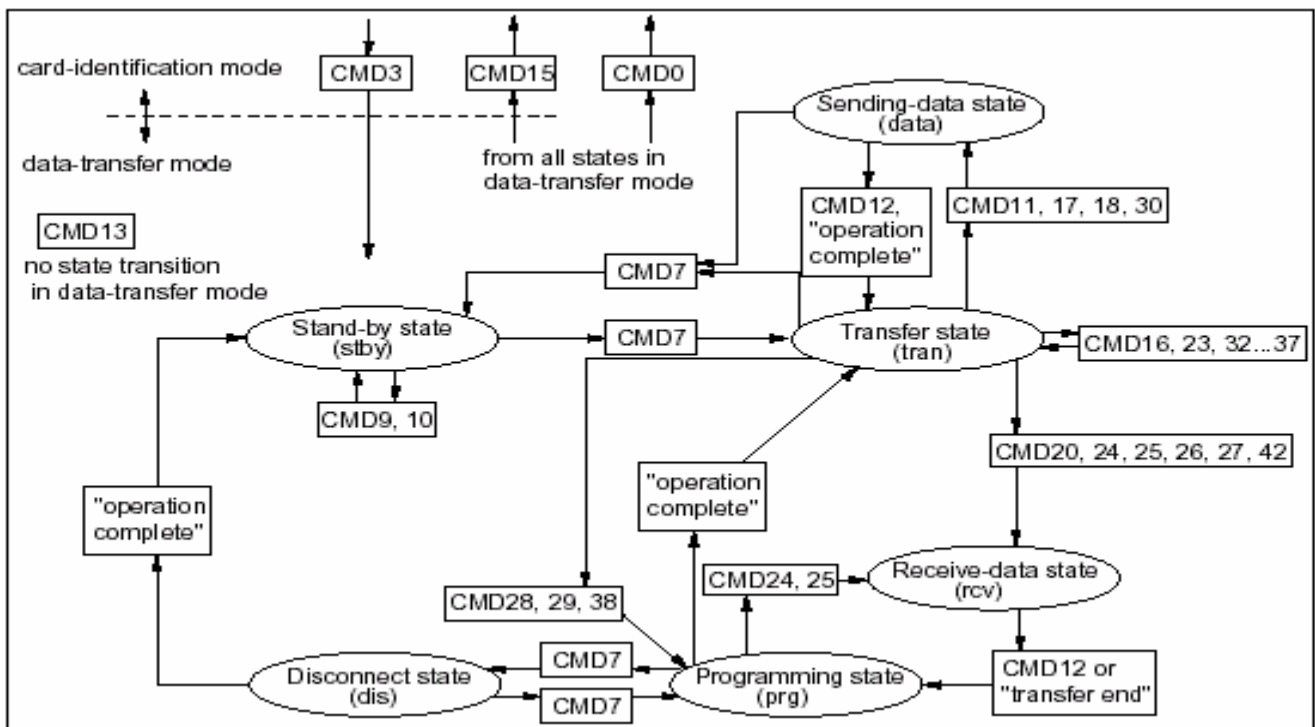 card-identification mode
CMD3
CMD15
CMD0
Sending-data state
(data)
data-transfer mode
from all states in
data-transfer mode
CMD12,
"operation
complete"
CMD11, 17, 18, 30
CMD13
no state transition
in data-transfer mode
CMD7
Stand-by state
(stby)
CMD7
Transfer state
(tran)
CMD16, 23, 32...37
CMD9, 10
CMD20, 24, 25, 26, 27, 42
"operation
complete"
"operation
complete"
CMD24, 25
Receive-data state
(rcv)
CMD28, 29, 38
CMD7
Disconnect state
(dis)
CMD7
Programming state
(prg)
CMD12 or
"transfer end"